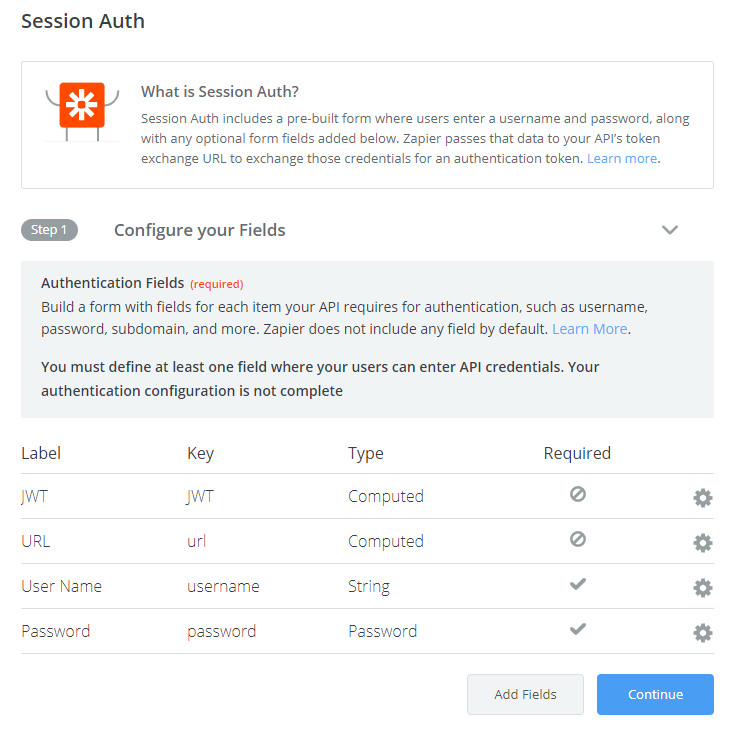 Session Auth
What is Session Auth?
Session Auth includes a pre-built form where users enter a username and password, along
with any optional form fields added below. Zapier passes that data to your API's token
exchange URL to exchange those credentials for an authentication token. Learn more.
Step 1 Configure your Fields
Authentication Fields (required)
Build a form with fields for each item your API requires for authentication, such as username,
password, subdomain, and more. Zapier does not include any field by default. Learn More.
You must define at least one field where your users can enter API credentials. Your
authentication configuration is not complete
Label Key Type Required
JWT JWT Computed
URL url Computed
User Name username String
Password password Password
Add Fields Continue